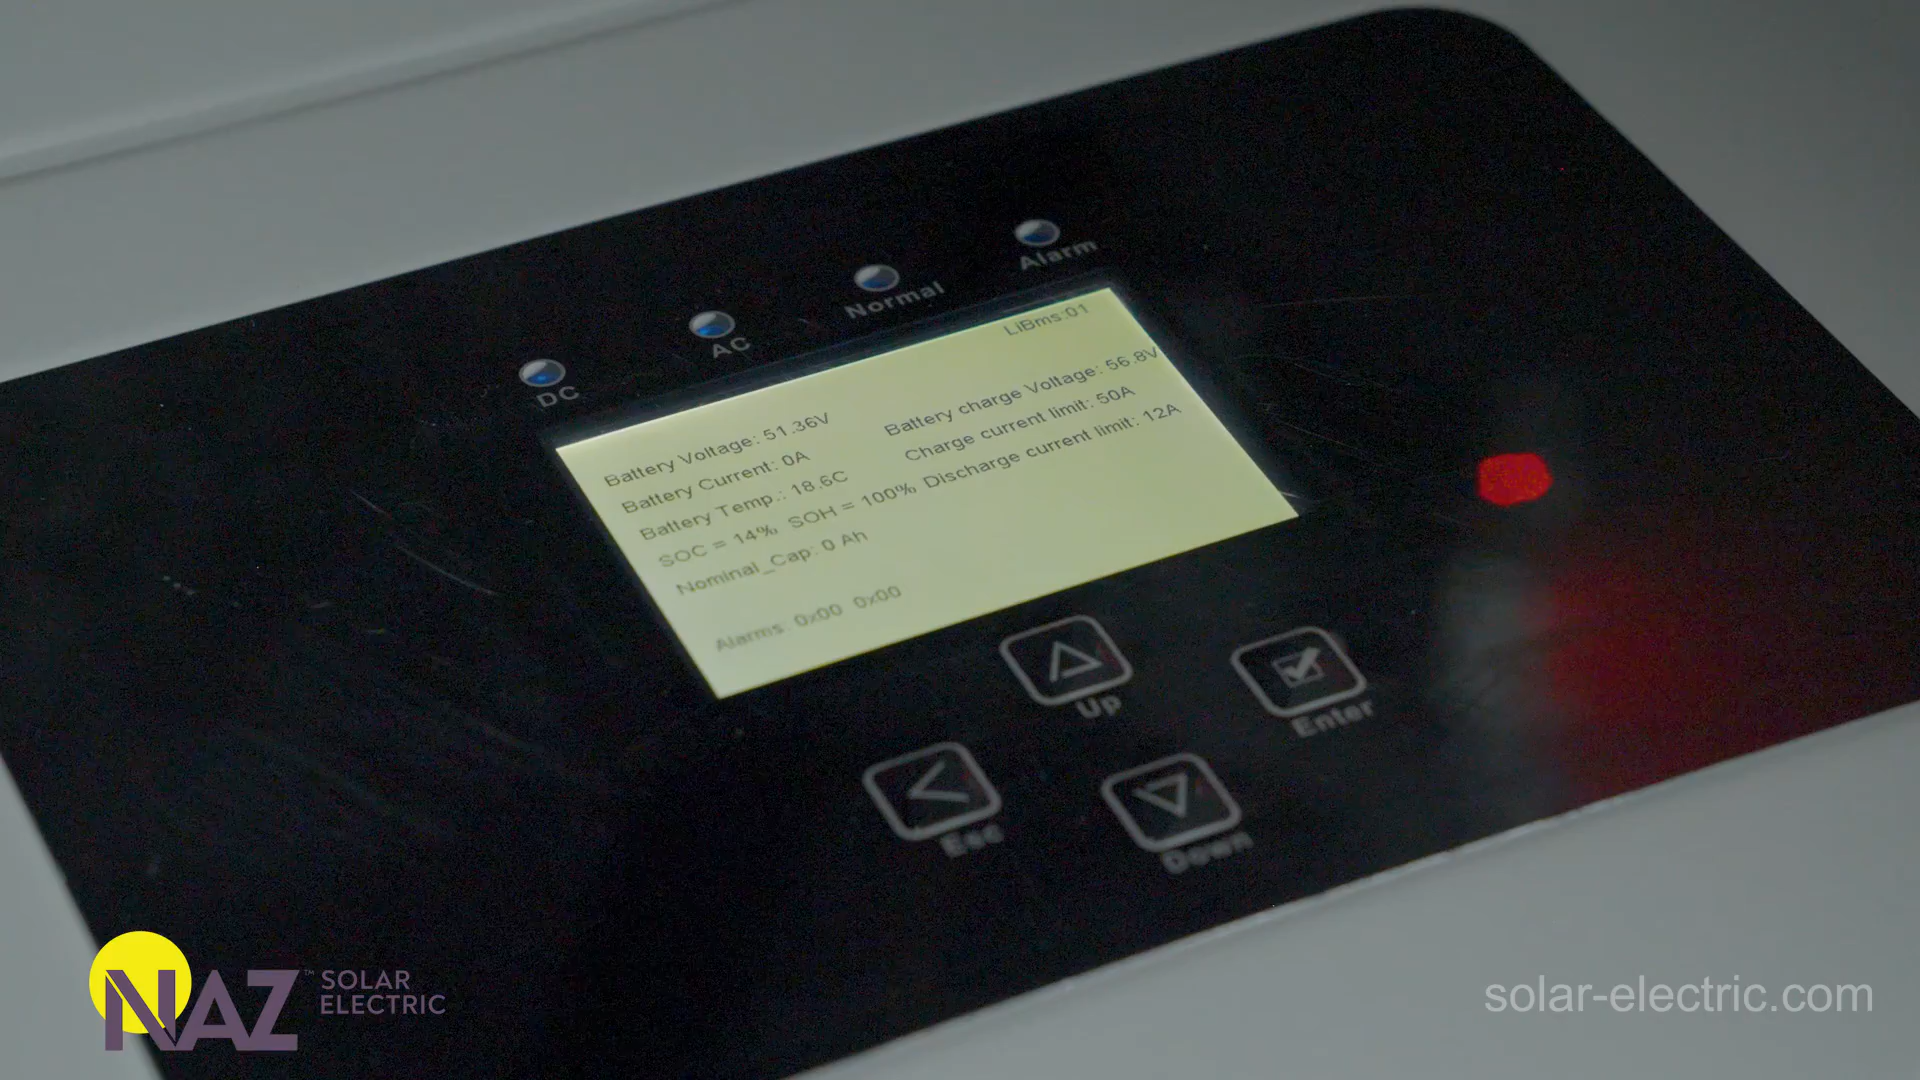 Alarm
Normal
AC
DC
LiBms:01
Battery Voltage: 51.36V
Battery charge Voltage: 56.8V
Battery Current: 0A
Charge current limit: 50A
Battery Temp.: 18.6C
Discharge current limit: 12A
SOC = 14% SOH = 100%
Nominal_Cap: 0 Ah
Alarms: 0x00 0x00
Up
Enter
Esc
Down
NAZ™ SOLAR
ELECTRIC
solar-electric.com